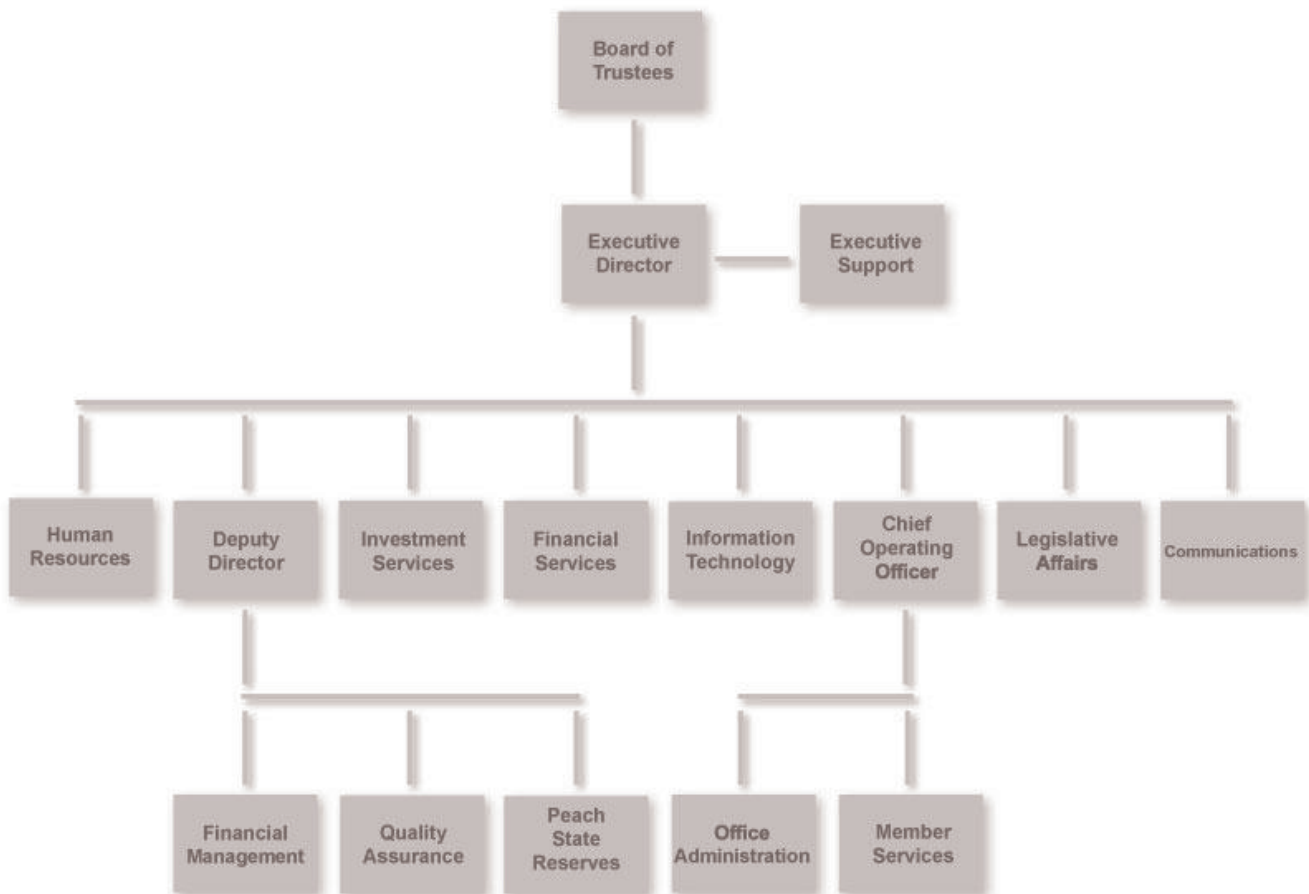 Board of
Trustees
Executive
Director
Executive
Support
Human
Resources
Deputy
Director
Investment
Services
Financial
Services
Information
Technology
Chief
Operating
Officer
Legislative
Affairs
Communications
Financial
Management
Quality
Assurance
Peach
State
Reserves
Office
Administration
Member
Services